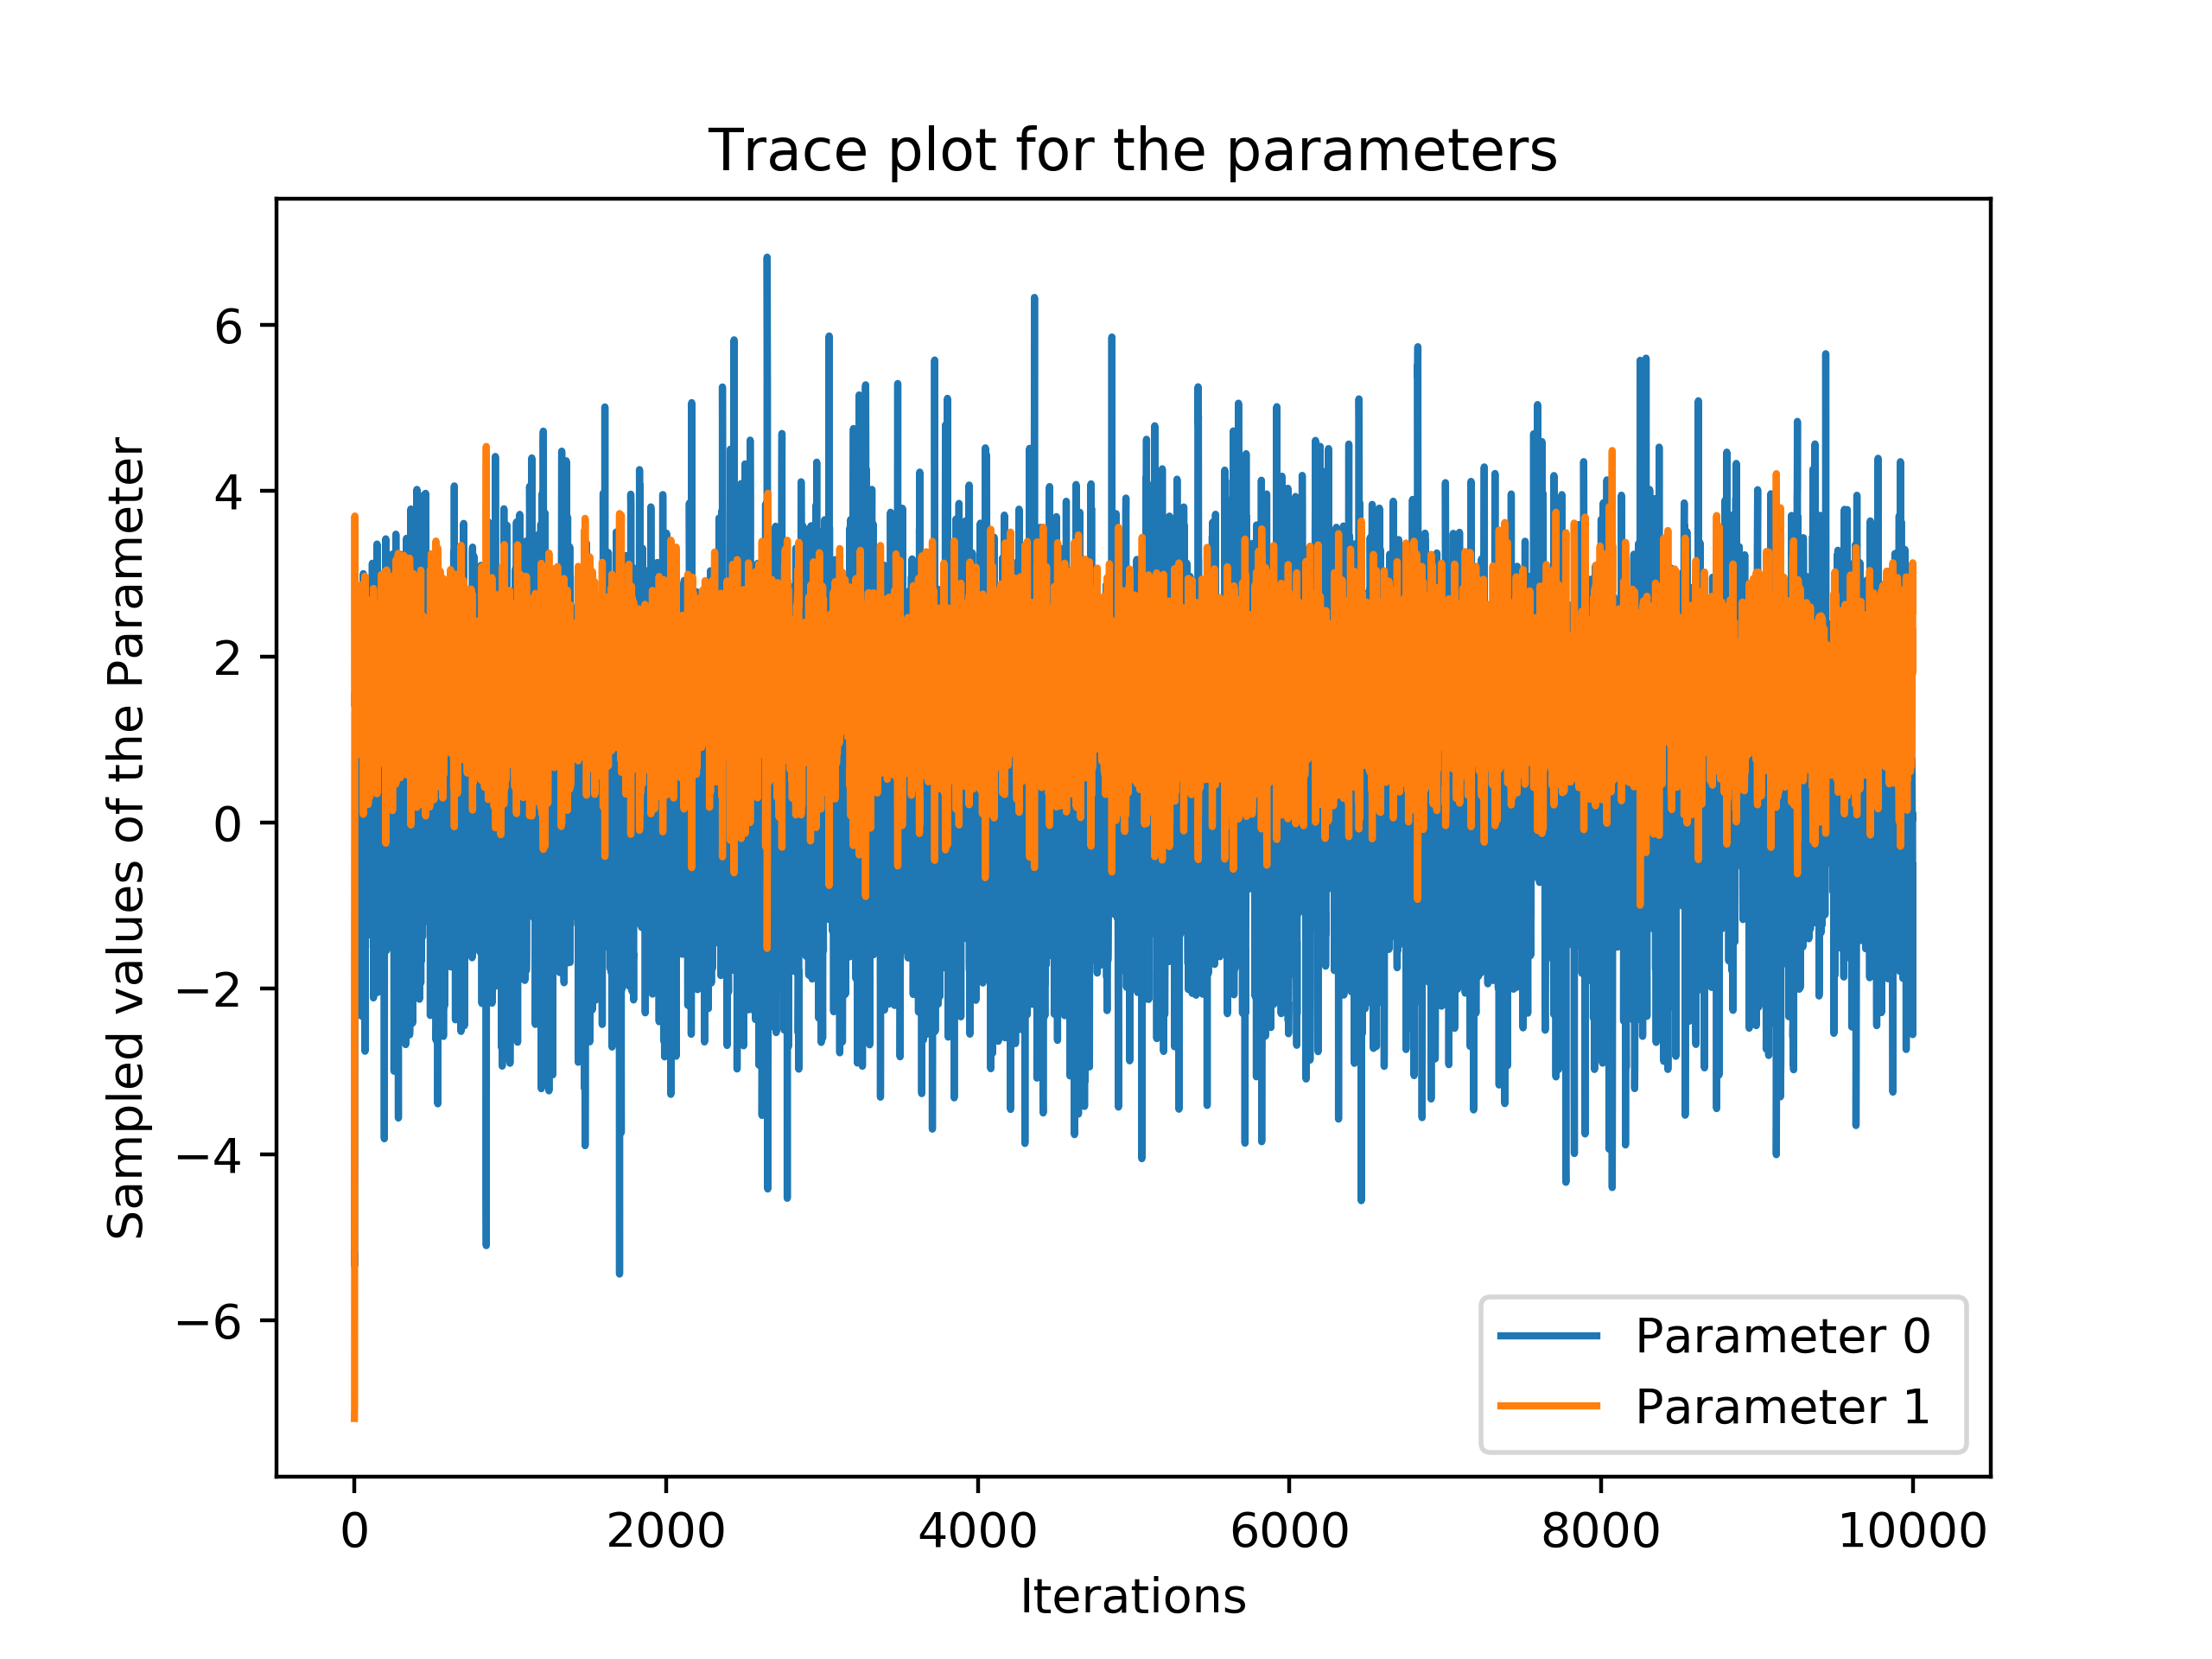 Trace plot for the parameters
Sampled values of the Parameter
6
4
2
0
−2
−4
−6
Parameter 0
Parameter 1
0 2000 4000 6000 8000 10000
Iterations